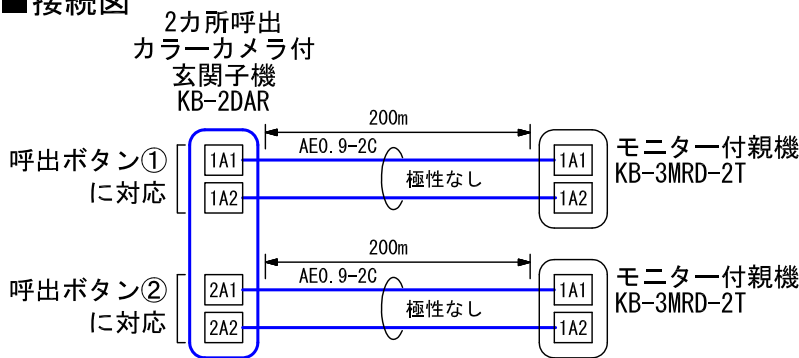 ■接続図
2カ所呼出
カラーカメラ付
玄関子機
KB-2DAR
呼出ボタン①
に対応
1A1
1A2
200m
AE0.9-2C
極性なし
1A1
1A2
モニター付親機
KB-3MRD-2T
呼出ボタン②
に対応
2A1
2A2
200m
AE0.9-2C
極性なし
1A1
1A2
モニター付親機
KB-3MRD-2T